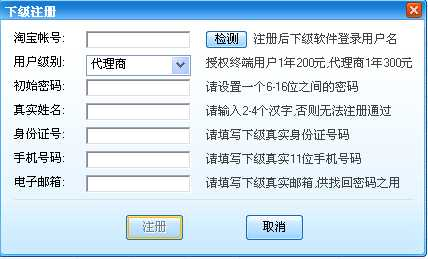 下级注册
淘宝帐号: 检测 注册后下级软件登录用户名
用户级别: 代理商 授权终端用户1年200元,代理商1年300元
初始密码: 请设置一个6-16位之间的密码
真实姓名: 请输入2-4个汉字,否则无法注册通过
身份证号: 请填写下级真实身份证号码
手机号码: 请填写下级真实11位手机号码
电子邮箱: 请填写下级真实邮箱,供找回密码之用
注册 取消